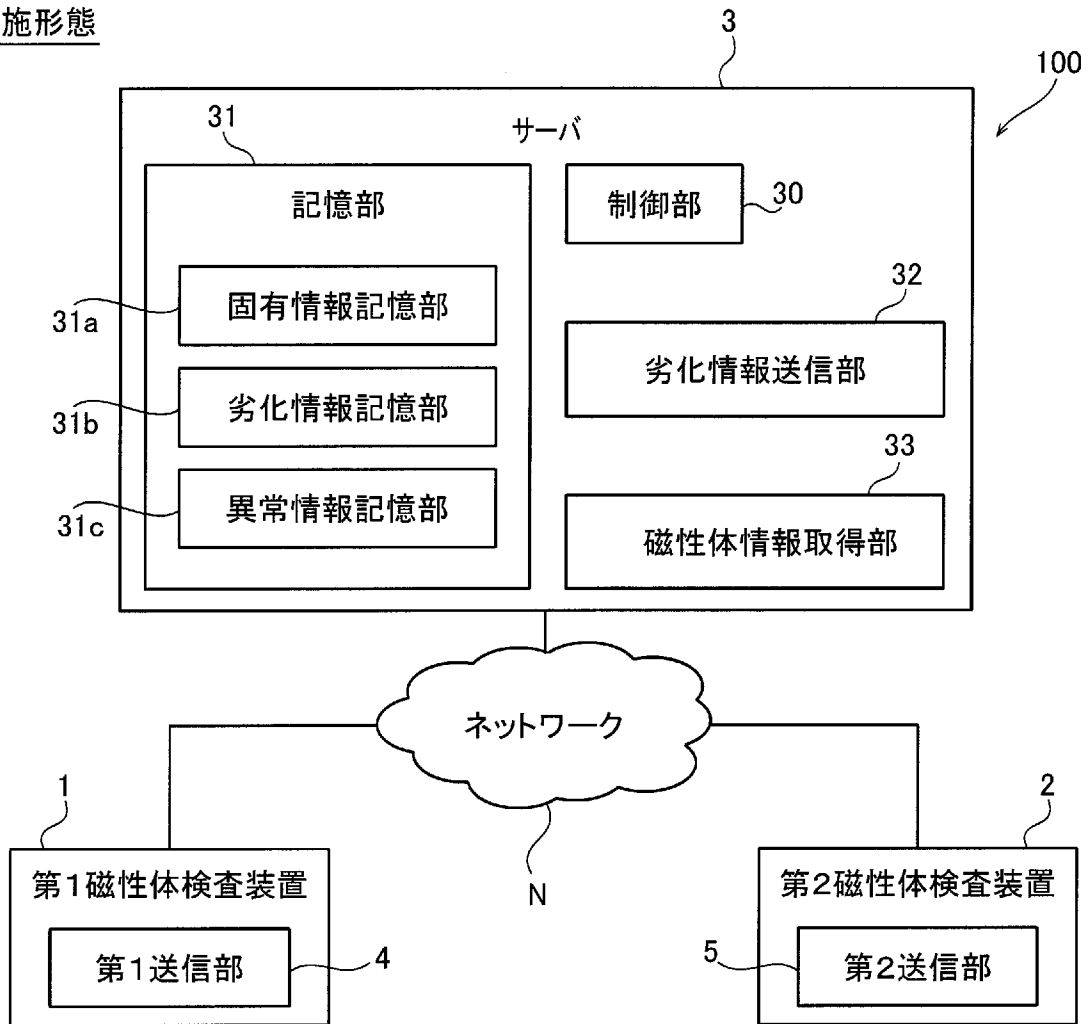 施形態
3
100
サーバ
31
記憶部
制御部
30
31a
固有情報記憶部
32
劣化情報送信部
31b
劣化情報記憶部
33
31c
異常情報記憶部
磁性体情報取得部
ネットワーク
1
2
N
第1磁性体検査装置
第2磁性体検査装置
第1送信部
4
5
第2送信部